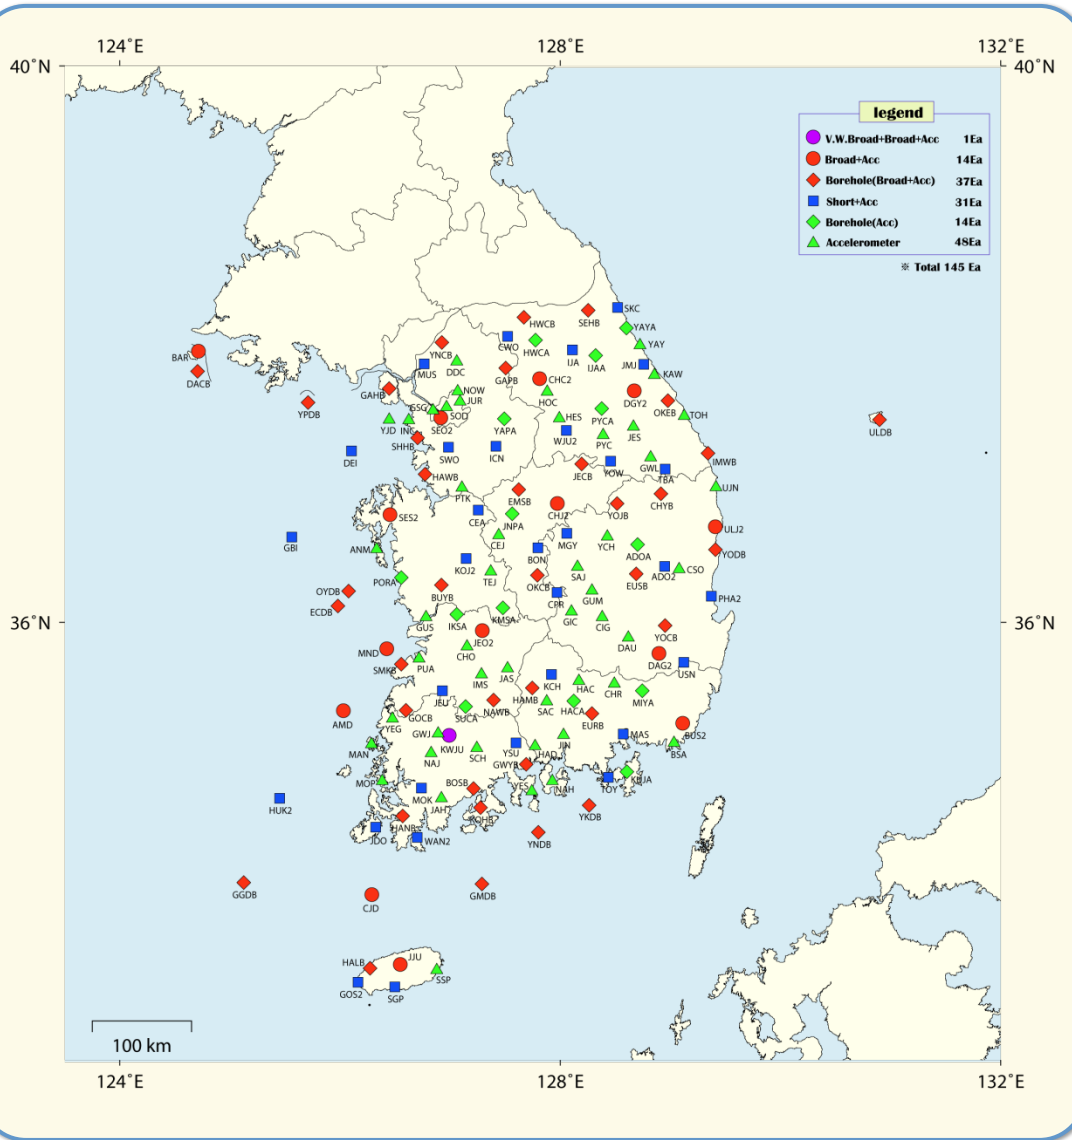 124°E 128°E 132°E
40°N 40°N
legend
V.W.Broad+Broad+Acc 1Ea
Broad+Acc 14Ea
Borehole(Broad+Acc) 37Ea
Short+Acc 31Ea
Borehole(Acc) 14Ea
Accelerometer 48Ea
※ Total 145 Ea
SKC
SEHB
HWCB
YAYA
CWO
HWCA
YAY
YNCB
BAR
IJA
IJAA
JMJ
DDC
MUS
GAPB
KAW
DACB
CHC2
GAHB
NOW
HOC
DGY2
JUR
YPDB
GSG
OKEB
SOD
HES
PYCA
TOH
YJD
INC
SEO2
YAPA
JES
ULDB
WJU2
PYC
SHHB
SWO
ICN
IMWB
DEI
GWL
JECB
YOW
TBA
HAWB
UJN
PTK
EMSB
CHYB
CHJ2
YOJB
SES2
CEA
JNPA
ULJ2
CEJ
MGY
YCH
GBI
ANM
BON
ADOA
YODB
KOJ2
TEJ
SAJ
ADO2
CSO
PORA
OKCB
EUSB
OYDB
BUYB
CPR
GUM
PHA2
ECDB
36°N 36°N
GUS
IKSA
KMSA
GIC
CIG
YOCB
JEO2
DAU
MND
CHO
DAG2
SMKB
PUA
JAS
USN
IMS
KCH
HAC
CHR
JEU
HAMB
MIYA
NAWB
SAC
HACA
AMD
GOCB
SUCA
EURB
YEG
BUS2
GWJ
KWJU
JIN
MAS
MAN
YSU
HAD
BSA
NAJ
SCH
GWYB
MOP
KHJA
TOY
BOSB
YES
NAH
HUK2
MOK
JAH
YKDB
HANB
KOHB
JDO
WAN2
YNDB
GGDB
CJD
GMDB
HALB
JJU
SSP
GOS2
SGP
100 km
124°E 128°E 132°E